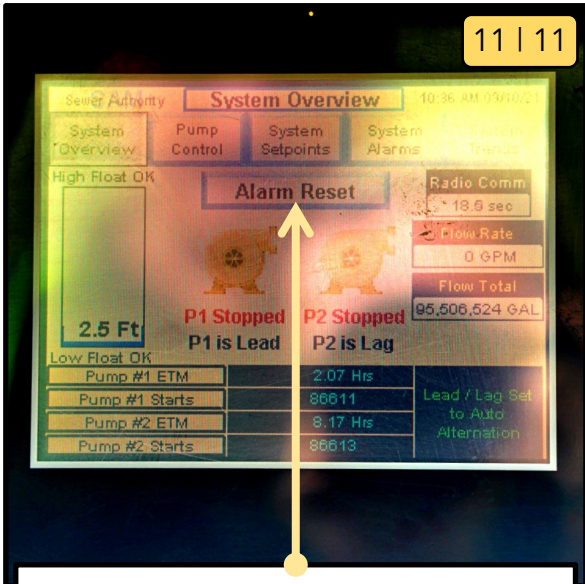 11 | 11
Sewer Authority
System Overview
10:36 AM
System Overview
Pump Control
System Setpoints
System Alarms
Trends
High Float OK
Alarm Reset
Radio Comm
18.6 sec
Flow Rate
0 GPM
Flow Total
95,506,524 GAL
2.5 Ft
P1 Stopped
P2 Stopped
P1 is Lead
P2 is Lag
Low Float OK
Pump #1 ETM
2.07 Hrs
Pump #1 Starts
86611
Pump #2 ETM
8.17 Hrs
Pump #2 Starts
86613
Lead / Lag Set
to Auto
Alternation